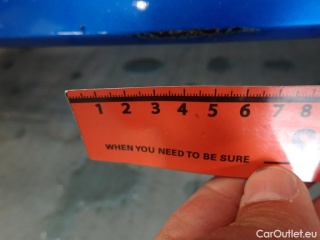 1 2 3 4 5 6 7 8
WHEN YOU NEED TO BE SURE
CarOutlet.eu